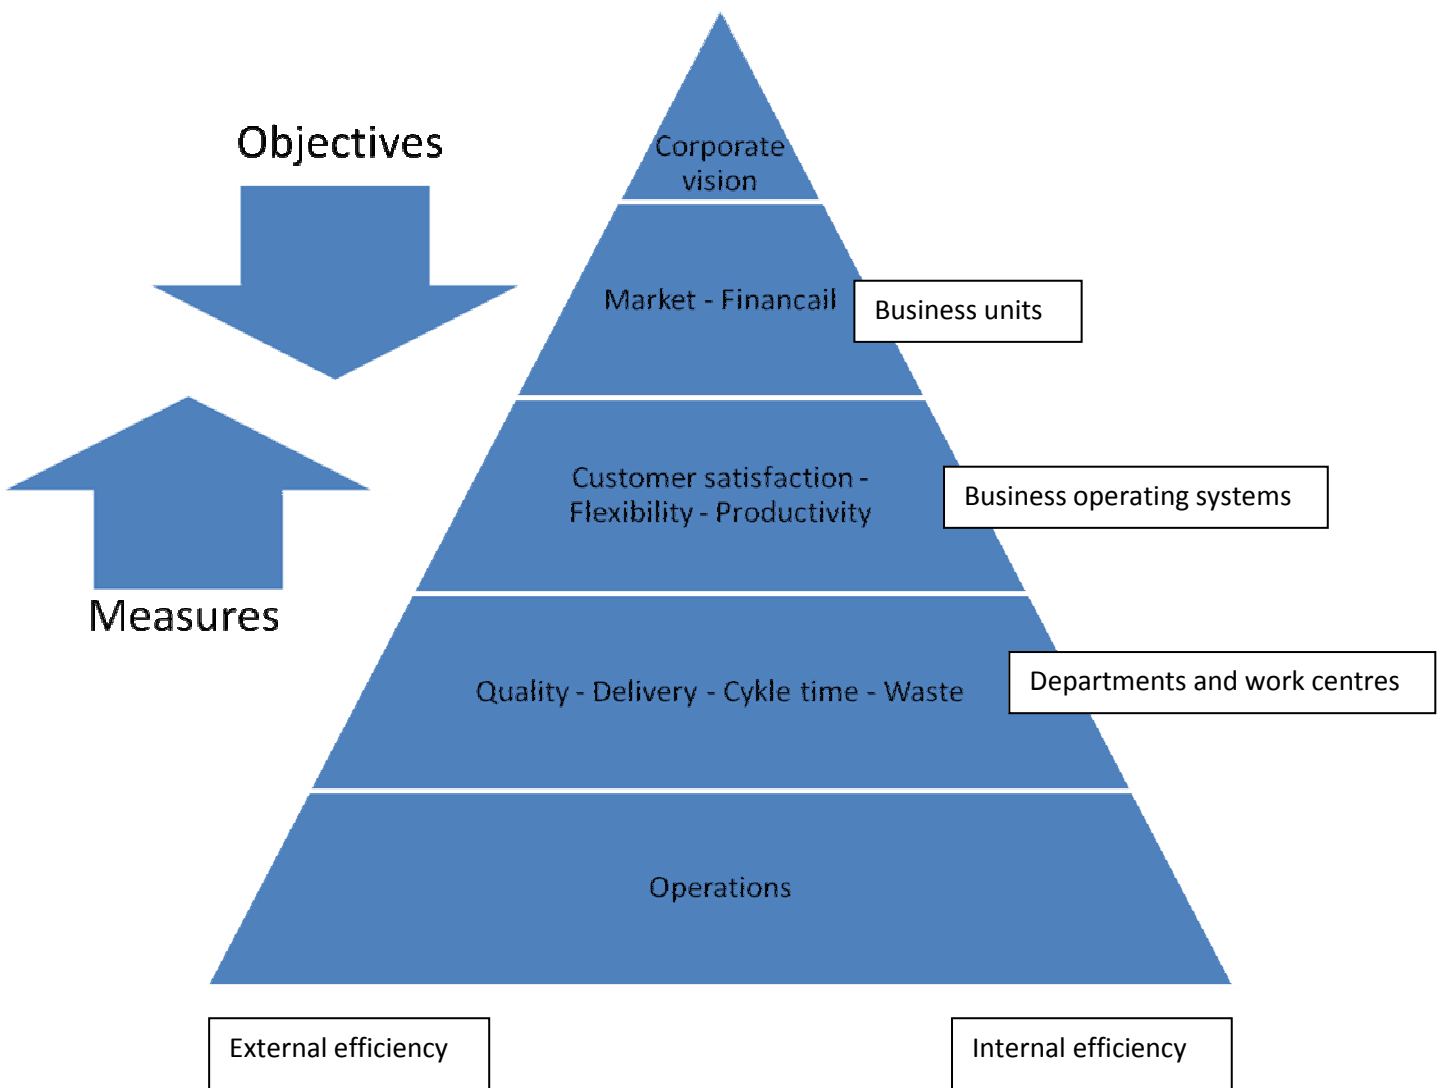 Objectives
Corporate
vision
Market - Financail
Business units
Customer satisfaction -
Flexibility - Productivity
Business operating systems
Measures
Quality - Delivery - Cykle time - Waste
Departments and work centres
Operations
External efficiency
Internal efficiency